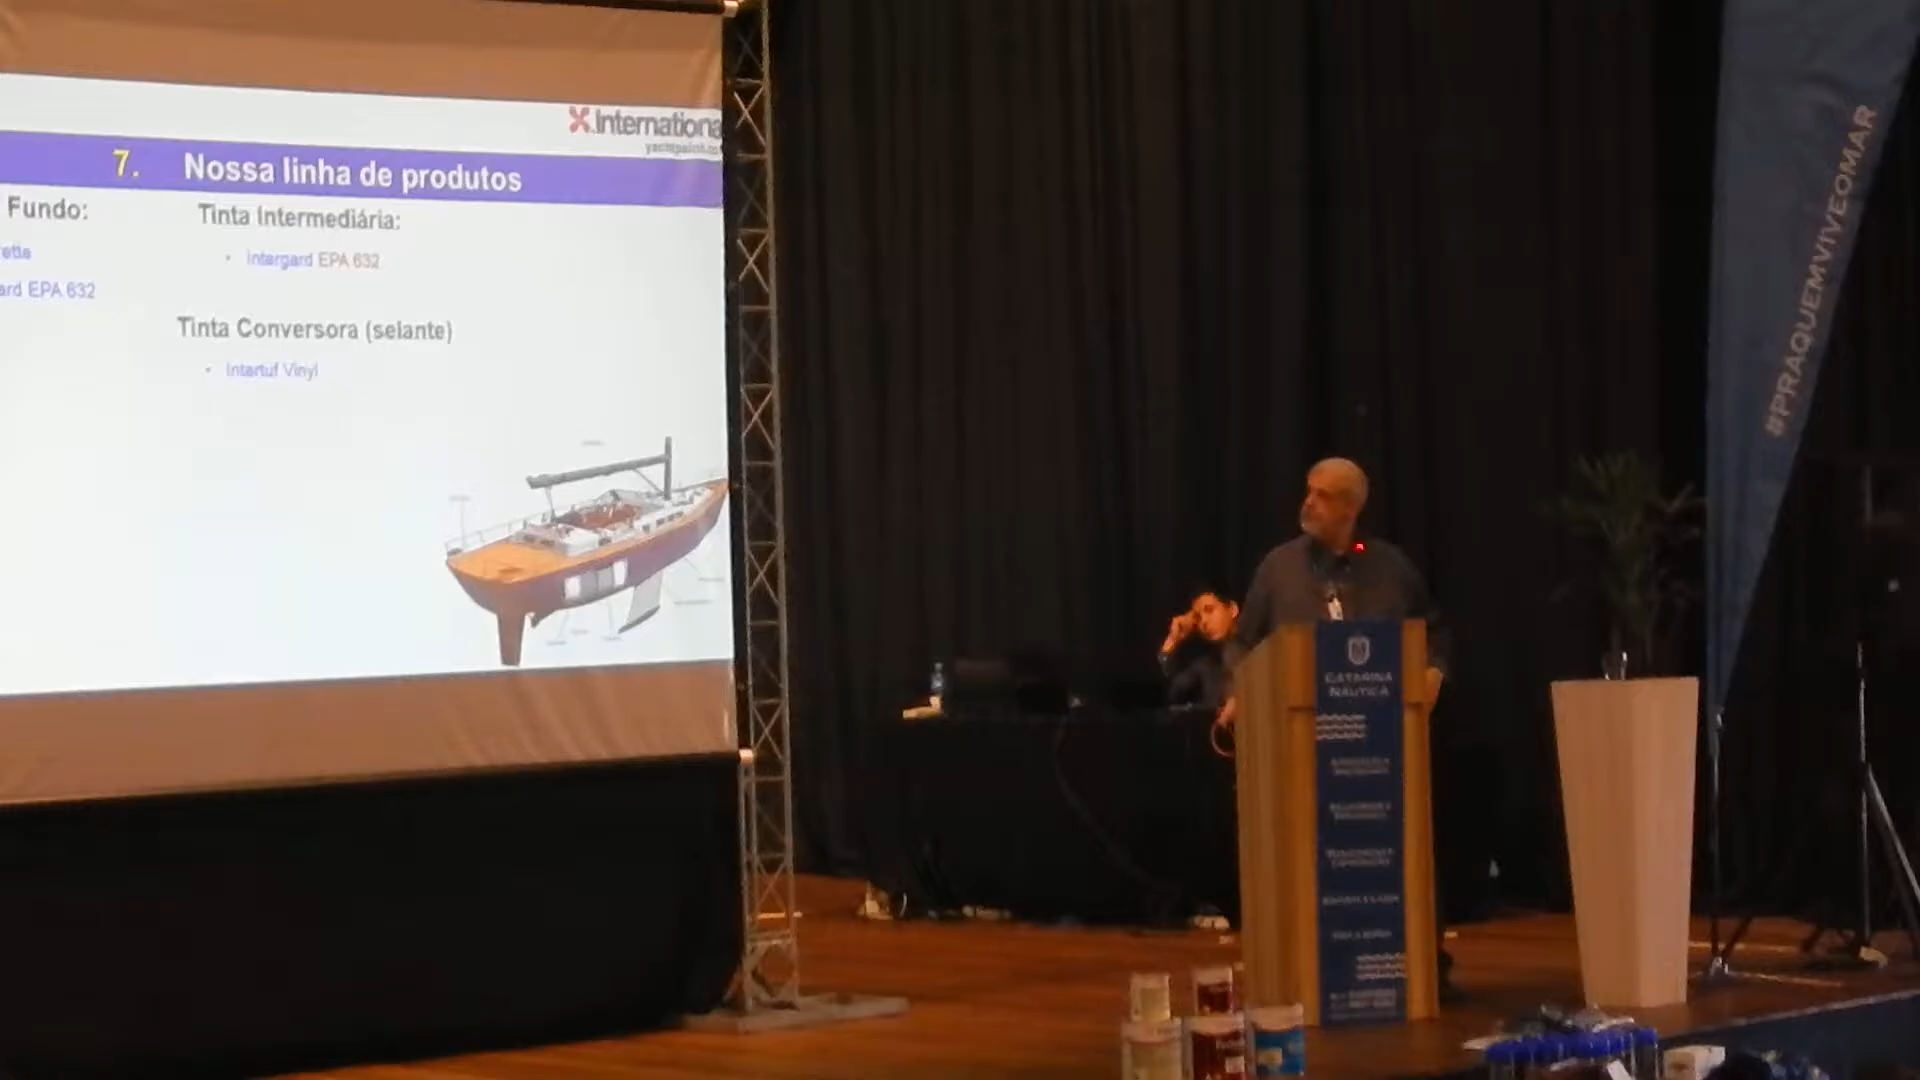 X.Internationa
yachtpaint.co
7. Nossa linha de produtos
Fundo:
Tinta Intermediária:
etta
Intergard EPA 632
ard EPA 632
Tinta Conversora (selante)
Intertuf Vinyl
#PRAQUEMVIVEOMAR
CATARINA
NÁUTICA